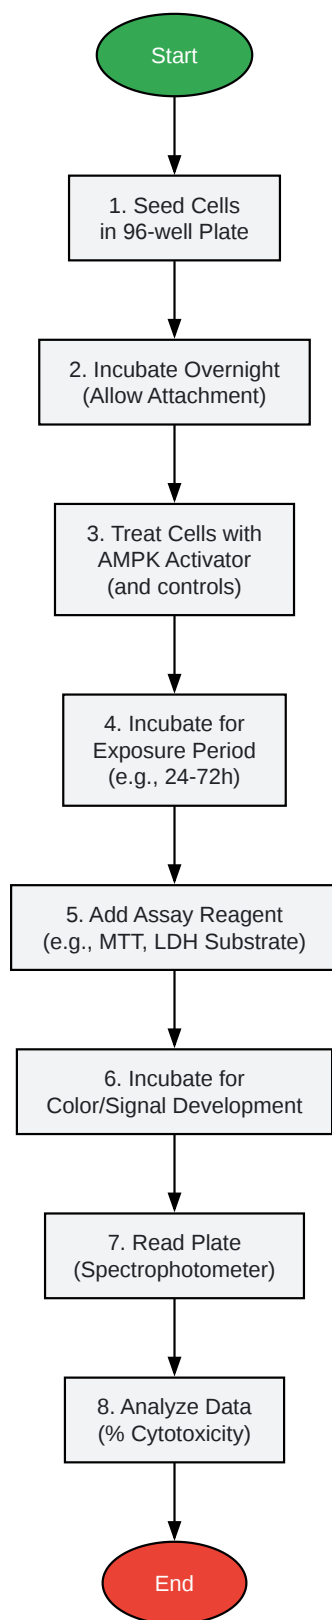 Start
1. Seed Cells
in 96-well Plate
2. Incubate Overnight
(Allow Attachment)
3. Treat Cells with
AMPK Activator
(and controls)
4. Incubate for
Exposure Period
(e.g., 24-72h)
5. Add Assay Reagent
(e.g., MTT, LDH Substrate)
6. Incubate for
Color/Signal Development
7. Read Plate
(Spectrophotometer)
8. Analyze Data
(% Cytotoxicity)
End